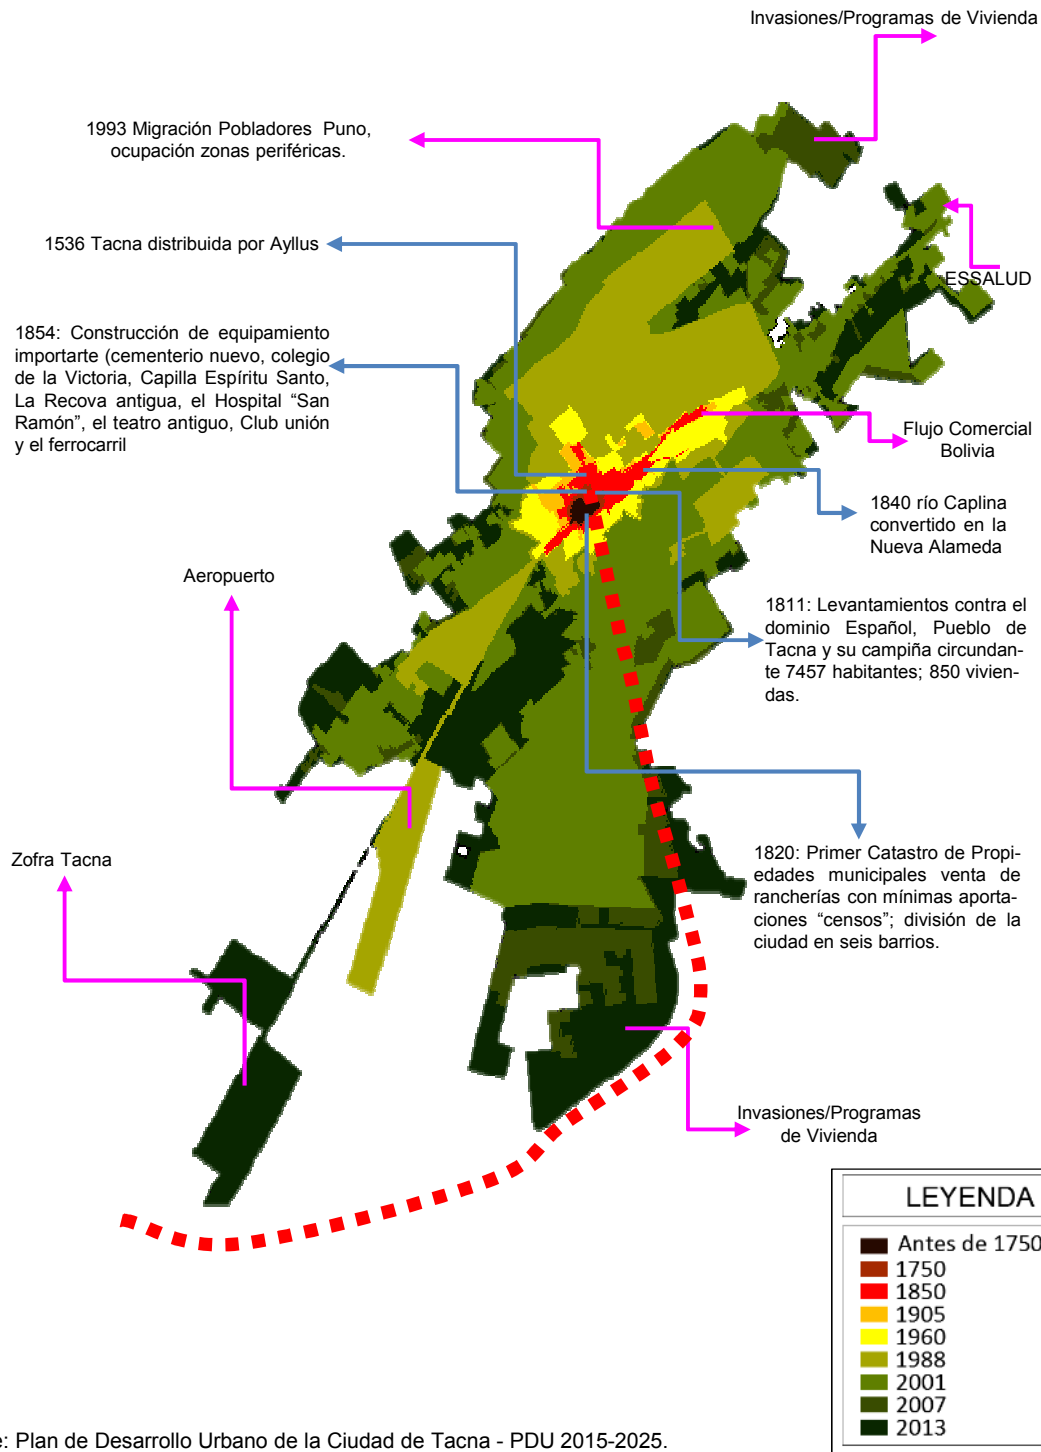 Invasiones/Programas de Vivienda
1993 Migración Pobladores Puno,
ocupación zonas periféricas.
1536 Tacna distribuida por Ayllus
ESSALUD
1854: Construcción de equipamiento
importarte (cementerio nuevo, colegio
de la Victoria, Capilla Espíritu Santo,
La Recova antigua, el Hospital “San
Ramón”, el teatro antiguo, Club unión
y el ferrocarril
Flujo Comercial
Bolivia
1840 río Caplina
convertido en la
Nueva Alameda
Aeropuerto
1811: Levantamientos contra el
dominio Español, Pueblo de
Tacna y su campiña circundan-
te 7457 habitantes; 850 vivien-
das.
Zofra Tacna
1820: Primer Catastro de Propi-
edades municipales venta de
rancherías con mínimas aporta-
ciones “censos”; división de la
ciudad en seis barrios.
Invasiones/Programas
de Vivienda
LEYENDA
Antes de 1750
1750
1850
1905
1960
1988
2001
2007
2013
e: Plan de Desarrollo Urbano de la Ciudad de Tacna - PDU 2015-2025.